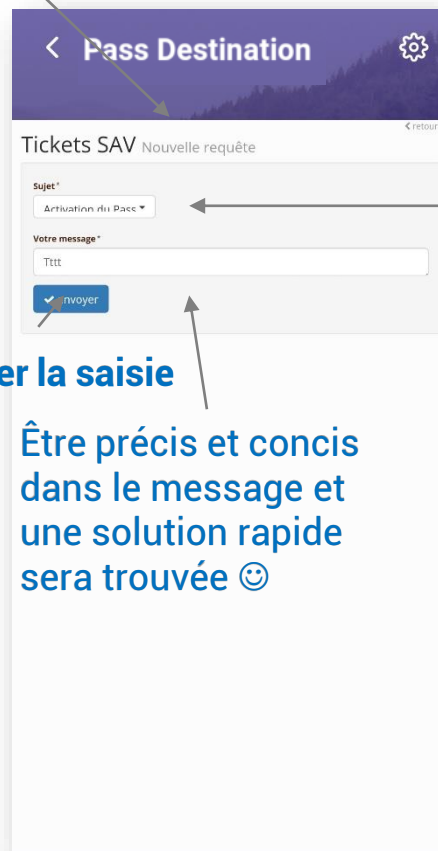 Pass Destination
retour
Tickets SAV Nouvelle requête
Sujet*
Activation du Pass
Votre message*
Tttt
Envoyer
er la saisie
Être précis et concis
dans le message et
une solution rapide
sera trouvée ☺